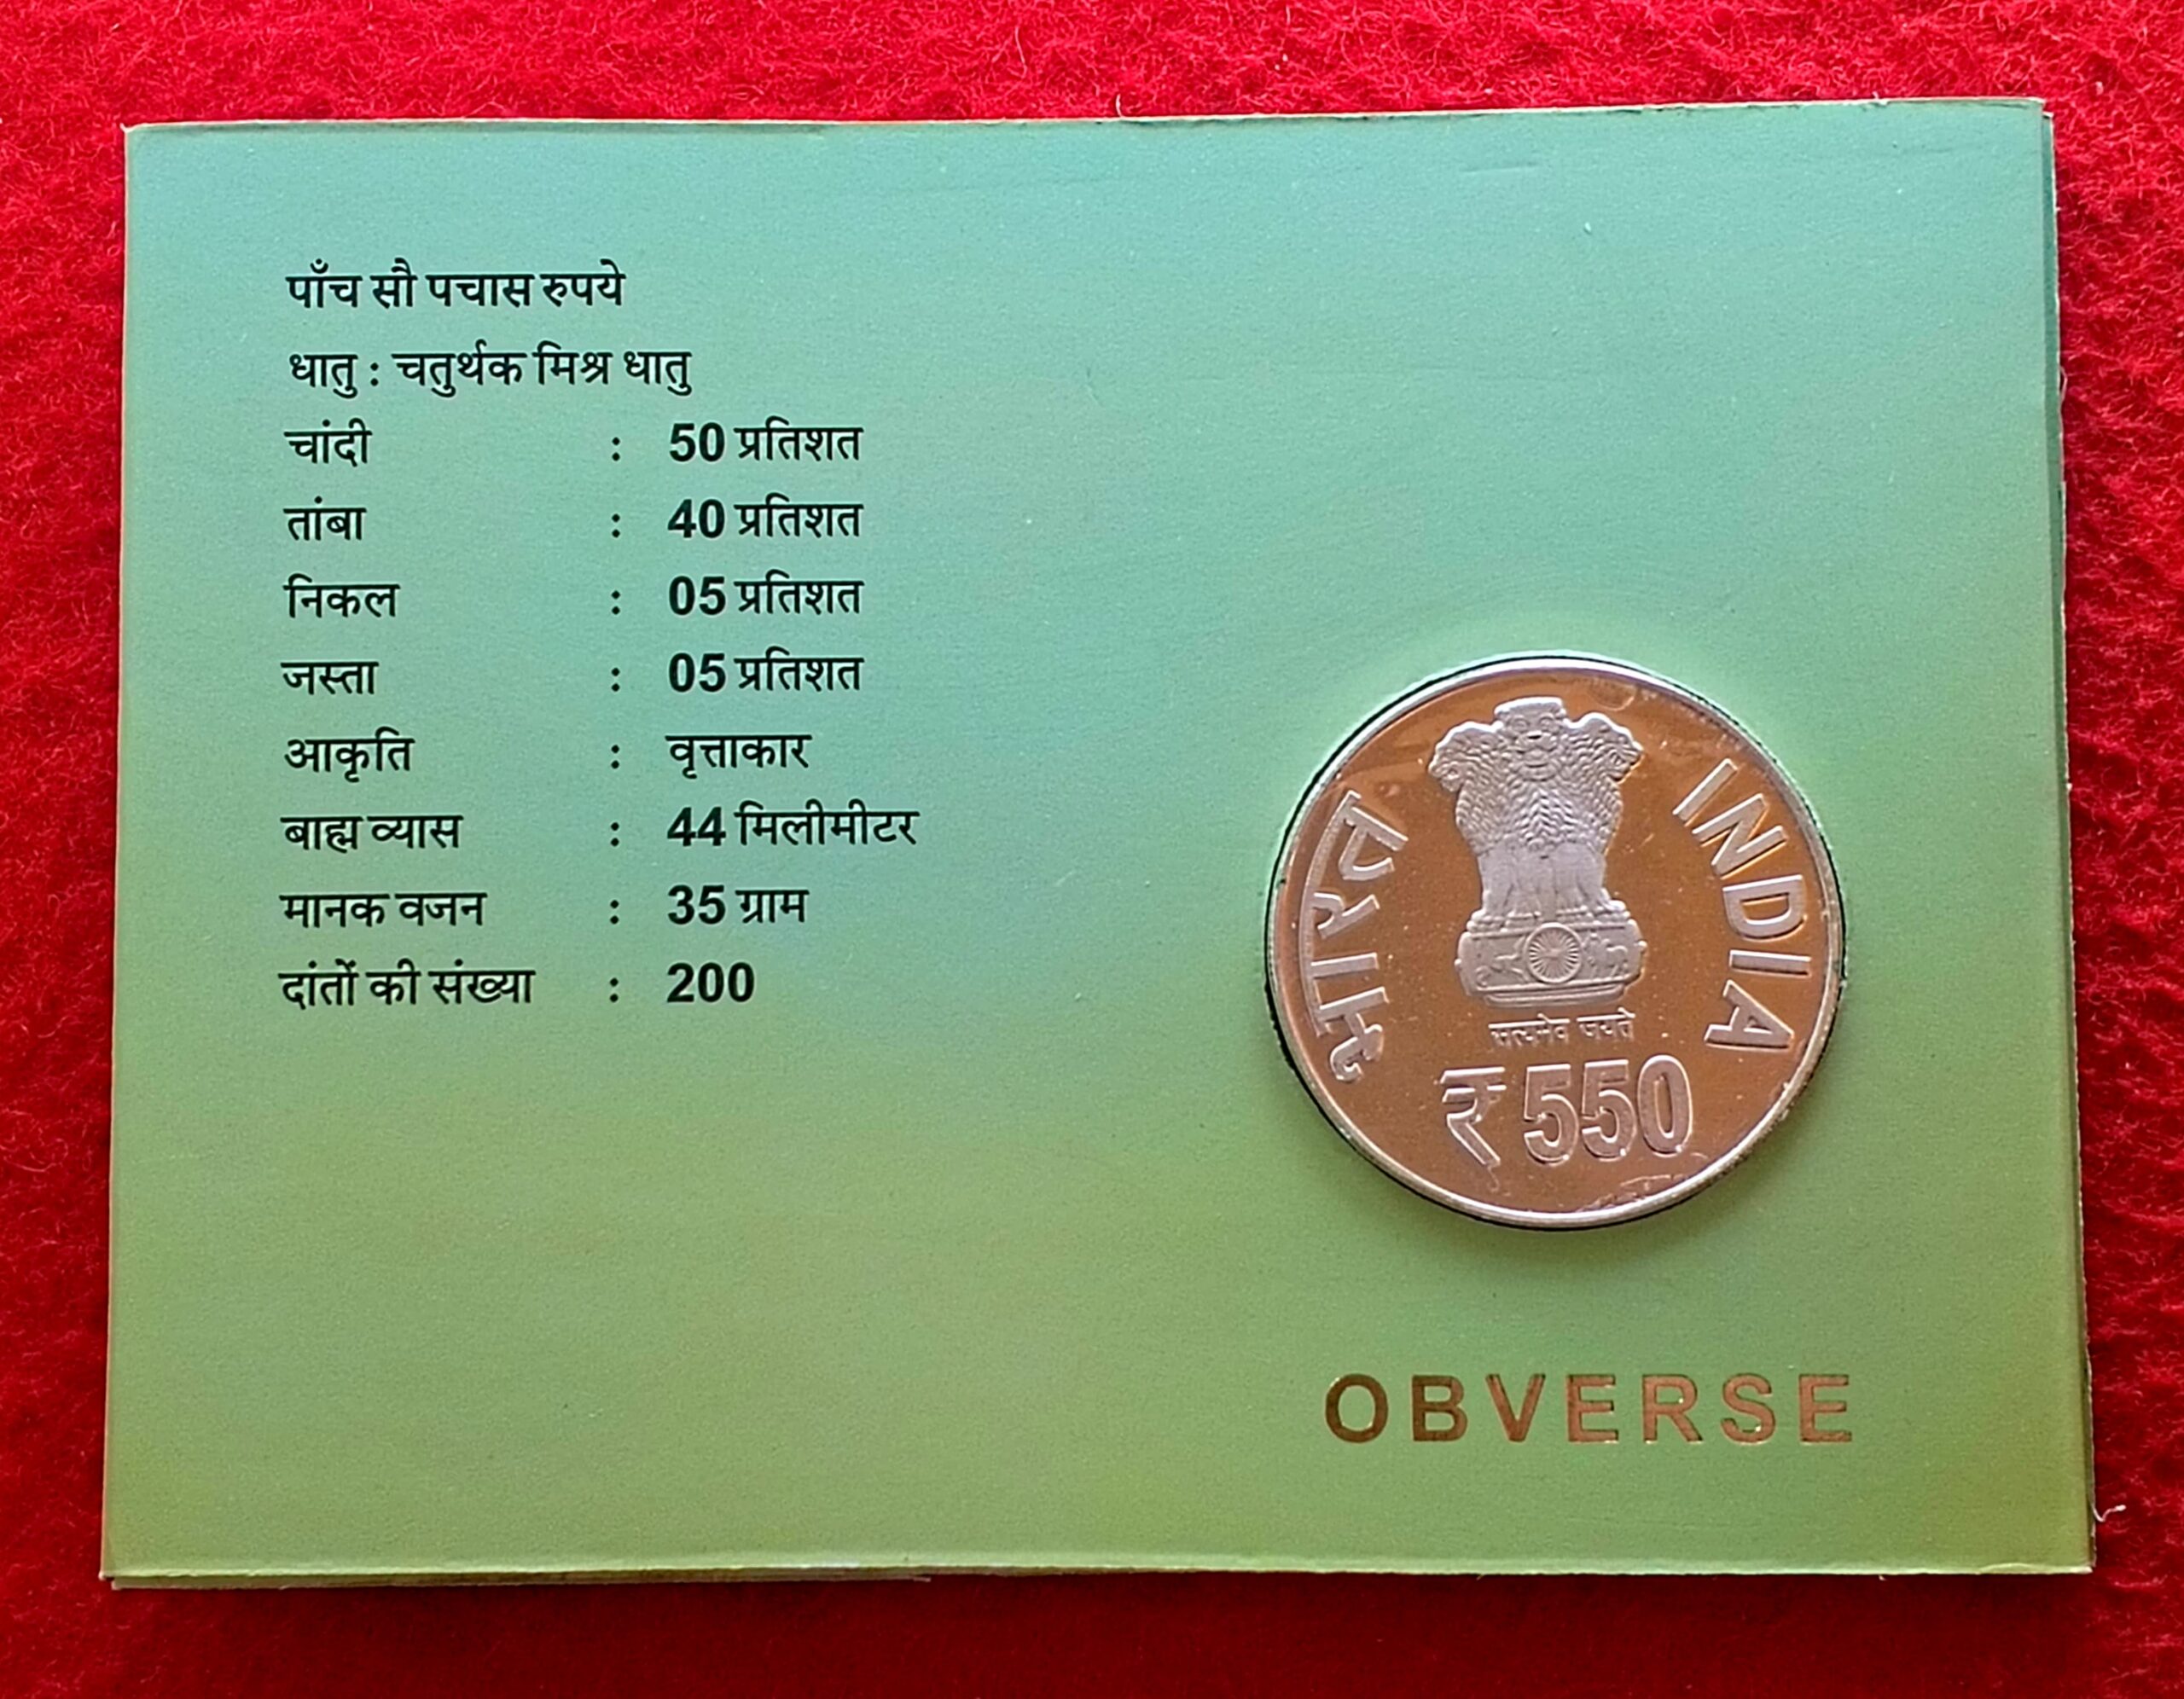 पाँच सौ पचास रुपये
धातु : चतुर्थक मिश्र धातु
चांदी : 50 प्रतिशत
तांबा : 40 प्रतिशत
निकल : 05 प्रतिशत
जस्ता : 05 प्रतिशत
आकृति : वृत्ताकार
बाह्म व्यास : 44 मिलीमीटर
मानक वजन : 35 ग्राम
दांतों की संख्या : 200
भारत
INDIA
सत्यमेव जयते
₹ 550
OBVERSE